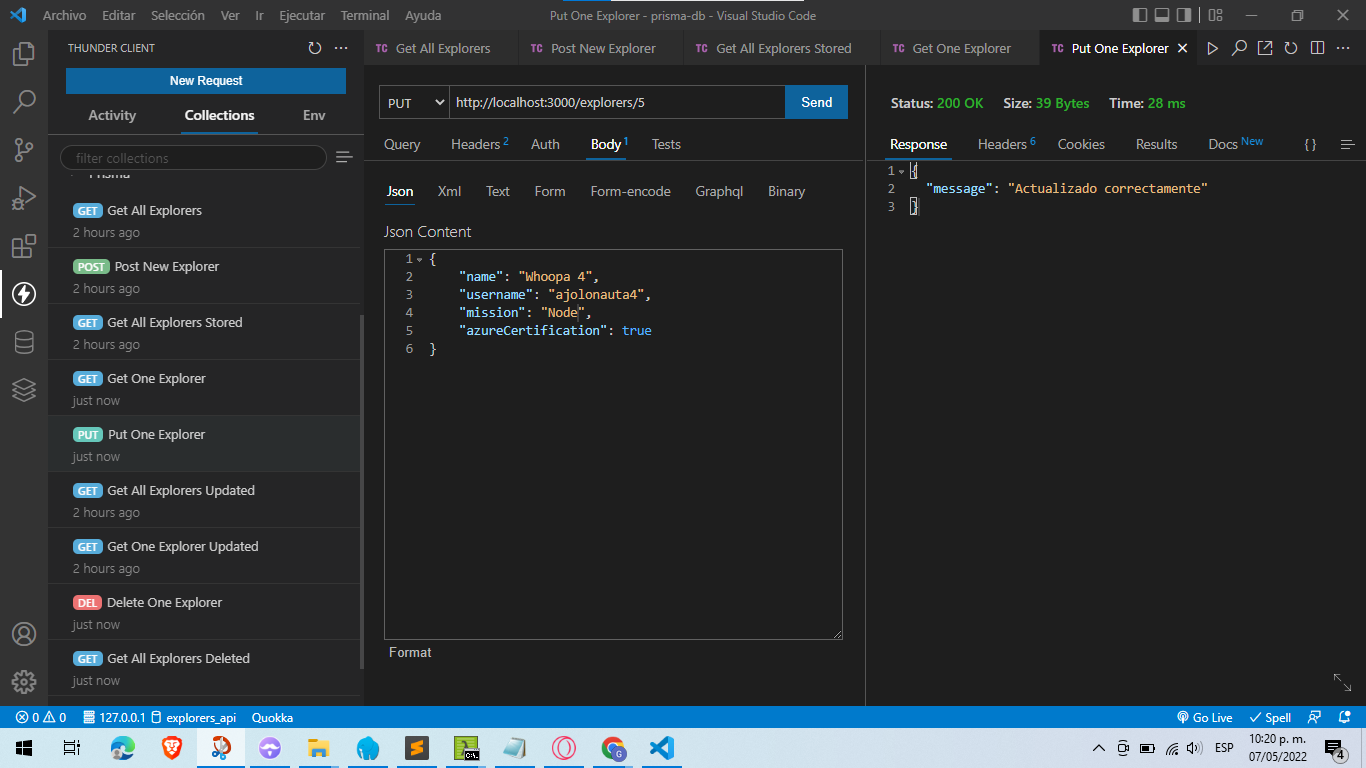 Archivo Editar Selección Ver Ir Ejecutar Terminal Ayuda
Put One Explorer - prisma-db - Visual Studio Code
THUNDER CLIENT
New Request
Activity Collections Env
filter collections
Prisma
GET Get All Explorers
2 hours ago
POST Post New Explorer
2 hours ago
GET Get All Explorers Stored
2 hours ago
GET Get One Explorer
just now
PUT Put One Explorer
just now
GET Get All Explorers Updated
2 hours ago
GET Get One Explorer Updated
2 hours ago
DEL Delete One Explorer
just now
GET Get All Explorers Deleted
just now
TC Get All Explorers TC Post New Explorer TC Get All Explorers Stored TC Get One Explorer TC Put One Explorer
PUT http://localhost:3000/explorers/5 Send
Query Headers 2 Auth Body 1 Tests
Json Xml Text Form Form-encode Graphql Binary
Json Content
1 {
2 "name": "Whoopa 4",
3 "username": "ajolonauta4",
4 "mission": "Node",
5 "azureCertification": true
6 }
Format
Status: 200 OK Size: 39 Bytes Time: 28 ms
Response Headers 6 Cookies Results Docs New {}
1 {
2 "message": "Actualizado correctamente"
3 }
0 0 127.0.0.1 explorers_api Quokka
Go Live Spell
C:\.
G
ESP
10:20 p. m.
07/05/2022
4